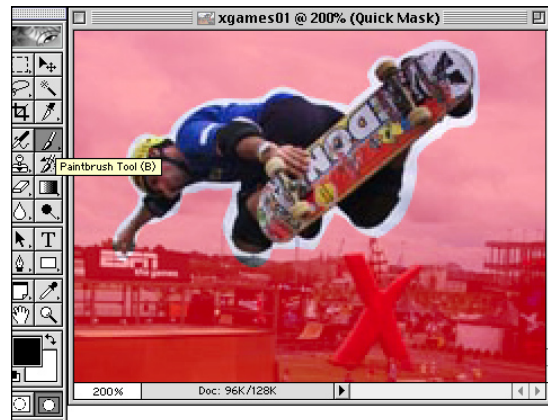 xgames01 @ 200% (Quick Mask)
Paintbrush Tool (B)
T
ESPN
the games
X
200%
Doc: 96K/128K